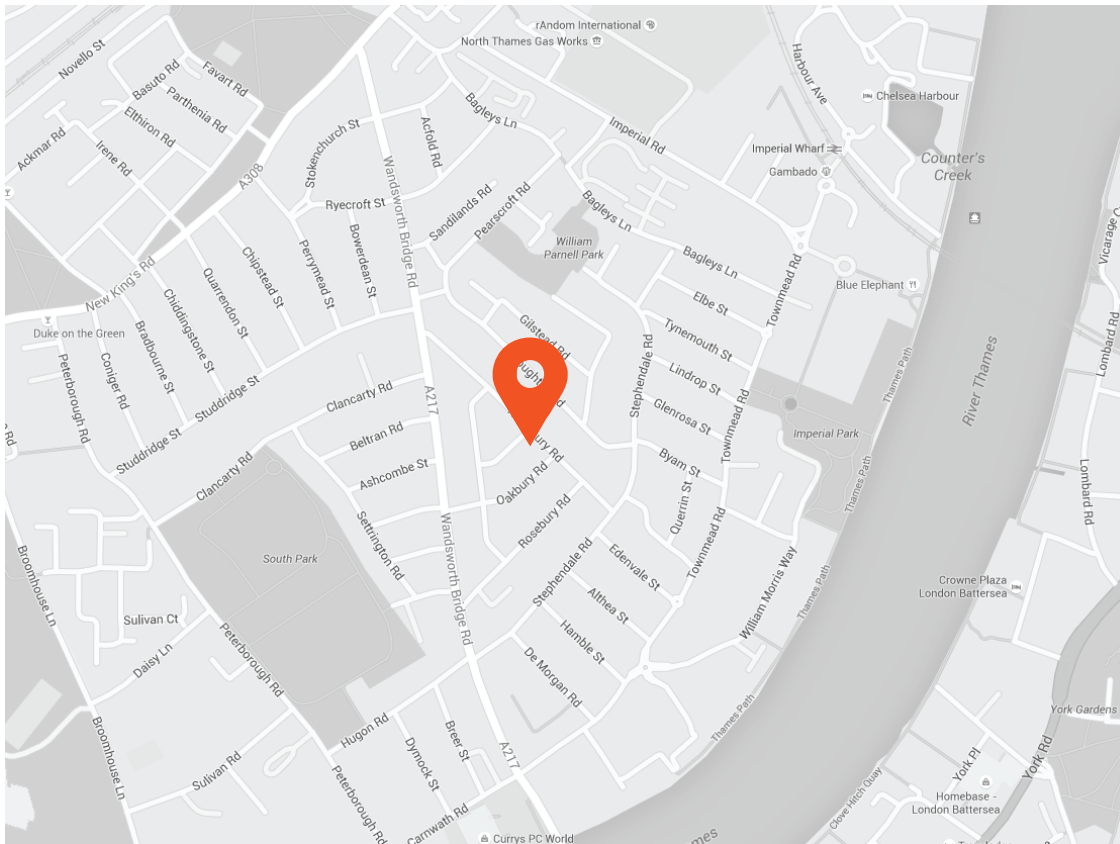 rAndom International
North Thames Gas Works
Novello St
Basuto Rd
Favart Rd
Parthenia Rd
Elthiron Rd
Irene Rd
Ackmar Rd
A308
Stokenchurch St
Acfold Rd
Bagleys Ln
Imperial Rd
Harbour Ave
Chelsea Harbour
Imperial Wharf
Gambado
Counter's
Creek
Vicarage
Ryecroft St
Wandsworth Bridge Rd
Sandilands Rd
Pearscroft Rd
Bagleys Ln
William
Parnell Park
Bagleys Ln
New King's Rd
Quarrendon St
Chipstead St
Perrymead St
Bowerdean St
Townmead Rd
Blue Elephant
Elbe St
Tynemouth St
Duke on the Green
Chiddingstone St
Bradbourne St
Coniger Rd
Peterborough Rd
Studdridge St
Studdridge St
Clancarty Rd
Clancarty Rd
A217
Gilstead Rd
Stephendale Rd
Lindrop St
Glenrosa St
Townmead Rd
Thames Path
River Thames
Lombard Rd
Lombard Rd
Imperial Park
Thames Path
Beltran Rd
Ashcombe St
Oakbury Rd
Rosebury Rd
Byam St
Querrin St
Townmead Rd
Settrington Rd
Wandsworth Bridge Rd
South Park
Broomhouse Ln
Stephendale Rd
Edenvale St
Althea St
Hamble St
De Morgan Rd
William Morris Way
Thames Path
Crowne Plaza
London Battersea
Sulivan Ct
Daisy Ln
Peterborough Rd
Broomhouse Ln
Sulivan Rd
Hugon Rd
Breer St
Dymock St
Peterborough Rd
Carnwath Rd
A217
Thames Path
York Gardens
York Rd
York Pl
Homebase -
London Battersea
Clove Hitch Quay
Currys PC World